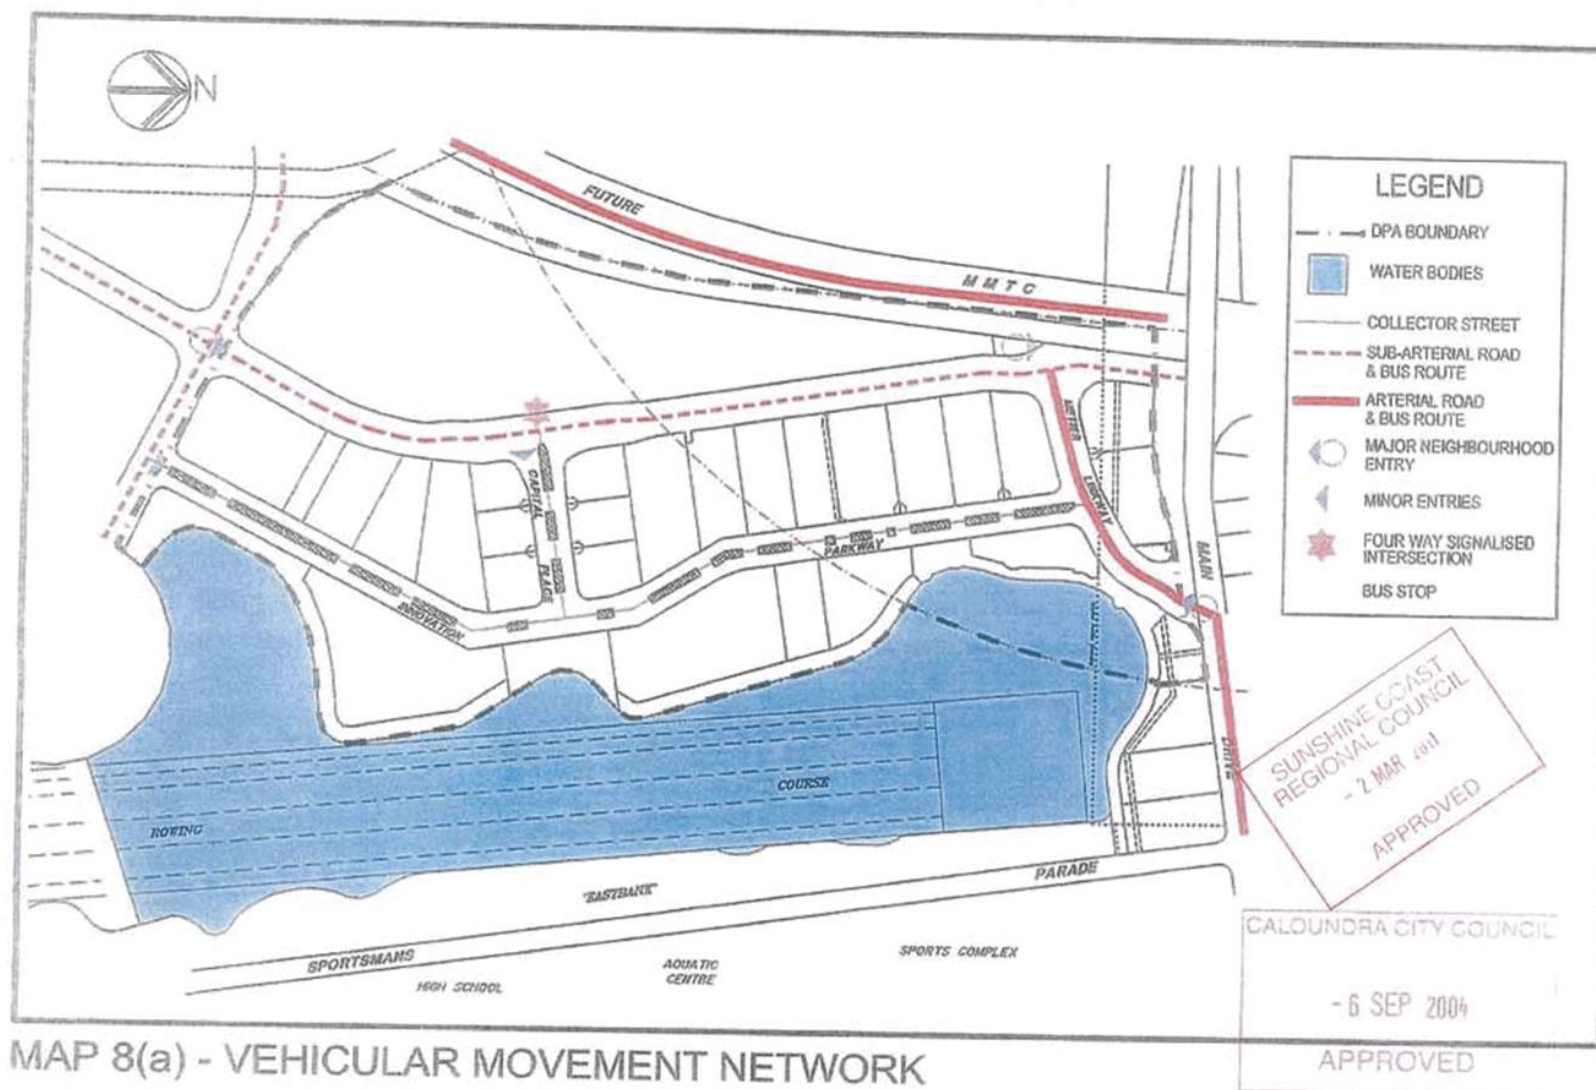 N
FUTURE
M M T C
LEGEND
DPA BOUNDARY
WATER BODIES
COLLECTOR STREET
SUB-ARTERIAL ROAD
& BUS ROUTE
ARTERIAL ROAD
& BUS ROUTE
MAJOR NEIGHBOURHOOD
ENTRY
MINOR ENTRIES
FOUR WAY SIGNALISED
INTERSECTION
BUS STOP
LINKWAY
CAPITAL
PLACE
PARKWAY
INNOVATION
MAIN
DRIVE
ROWING
COURSE
"EASTBANK"
SPORTSMANS
PARADE
HIGH SCHOOL
AQUATIC
CENTRE
SPORTS COMPLEX
SUNSHINE COAST
REGIONAL COUNCIL
- 2 MAR
APPROVED
CALOUNDRA CITY COUNCIL
- 6 SEP 2004
APPROVED
MAP 8(a) - VEHICULAR MOVEMENT NETWORK